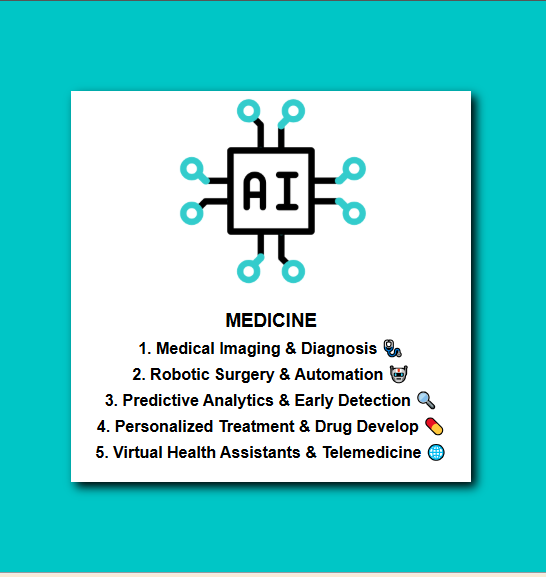 AI
MEDICINE
1. Medical Imaging & Diagnosis 🩺
2. Robotic Surgery & Automation 🤖
3. Predictive Analytics & Early Detection 🔍
4. Personalized Treatment & Drug Develop 💊
5. Virtual Health Assistants & Telemedicine 🌐